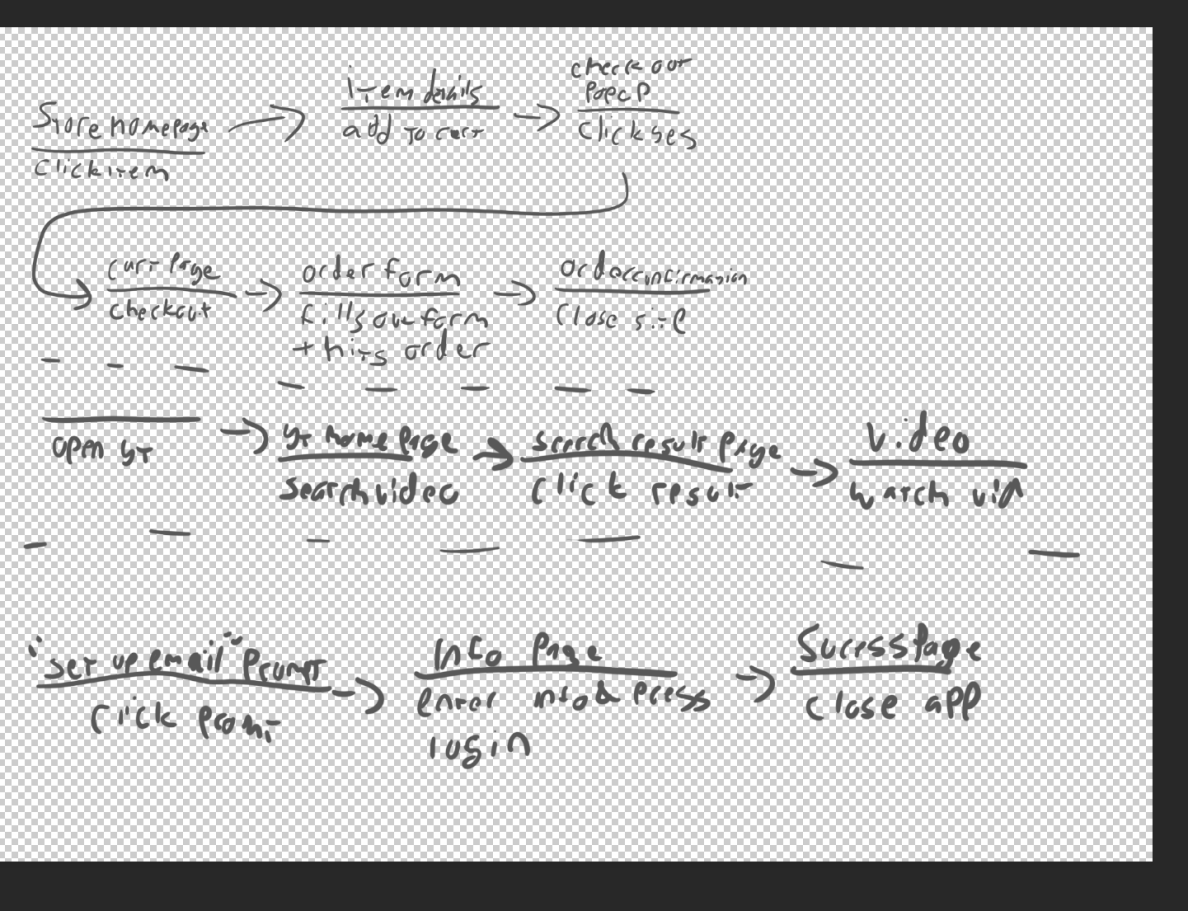 Store homepage
Click item
item details
add to cart
check out
PopuP
Clicks yes
cart Page
checkout
order form
fills out form
+ hits order
order confirmation
Close site
open yt
yt home page
search video
search result page
click result
video
watch vid
"set up email" Prompt
click prompt
Info Page
enter info & press
login
Success Page
close app